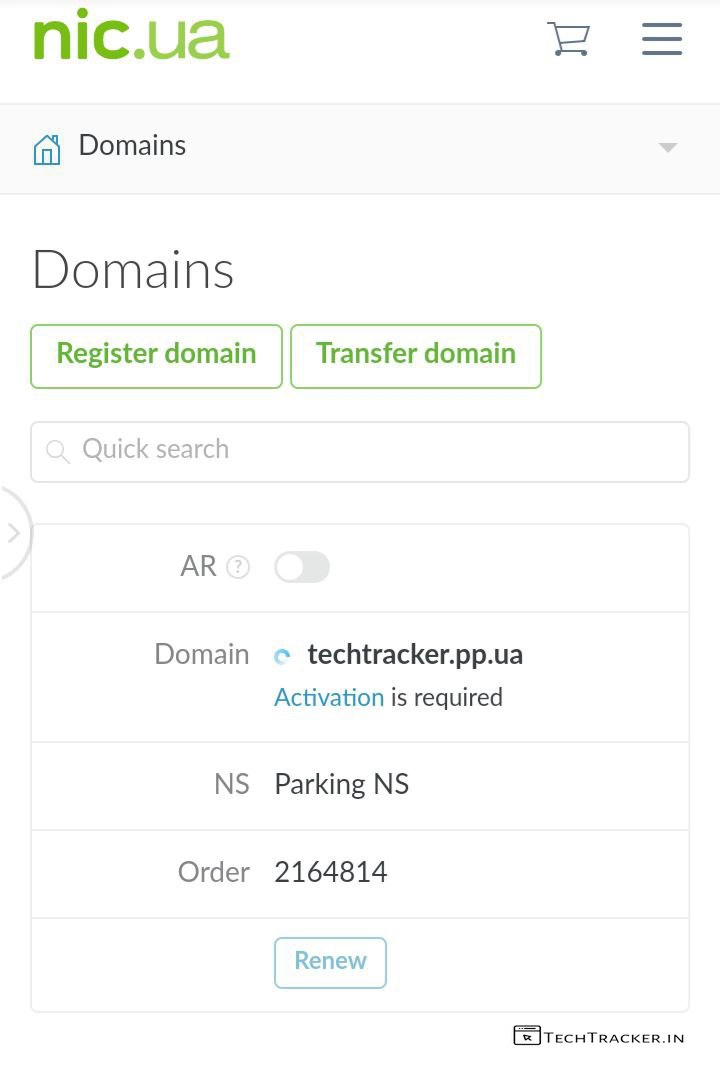 nic.ua
Domains
Domains
Register domain
Transfer domain
Quick search
AR ?
Domain techtracker.pp.ua
Activation is required
NS Parking NS
Order 2164814
Renew
TECHTRACKER.IN